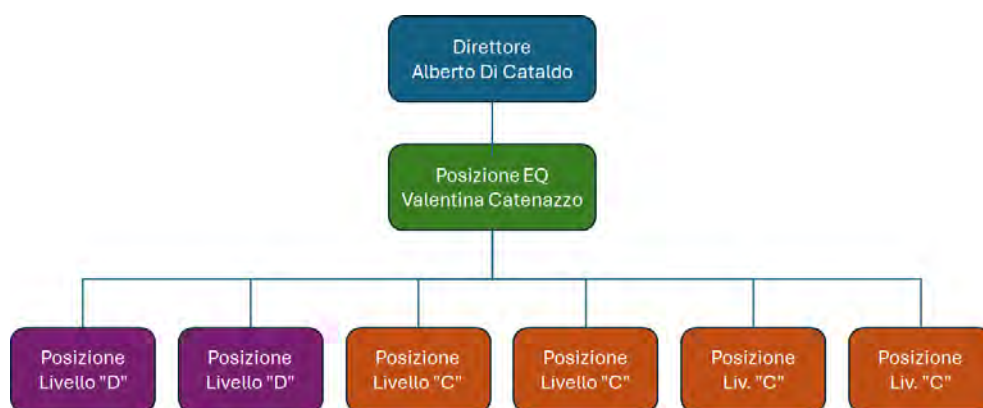 Direttore
Alberto Di Cataldo
Posizione EQ
Valentina Catenazzo
Posizione
Livello "D"
Posizione
Livello "D"
Posizione
Livello "C"
Posizione
Livello "C"
Posizione
Liv. "C"
Posizione
Liv. "C"